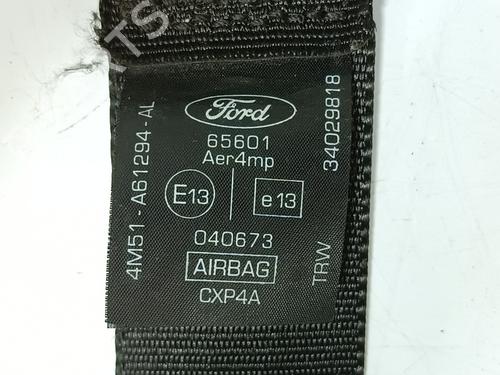 Ford
65601
Aer4mp
E13
e13
040673
AIRBAG
CXP4A
4M51-A61294-AL
34029818
TRW